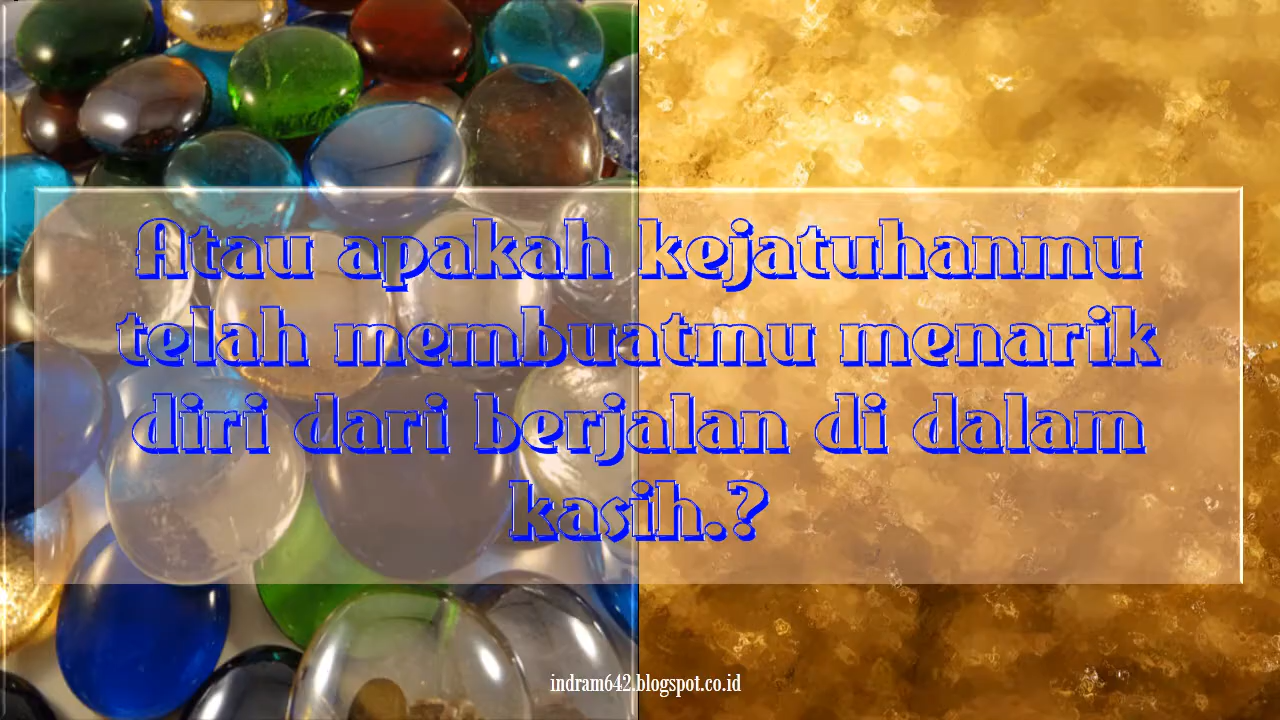 Atau apakah kejatuhanmu
telah membuatmu menarik
diri dari berjalan di dalam
kasih.?
indram642.blogspot.co.id